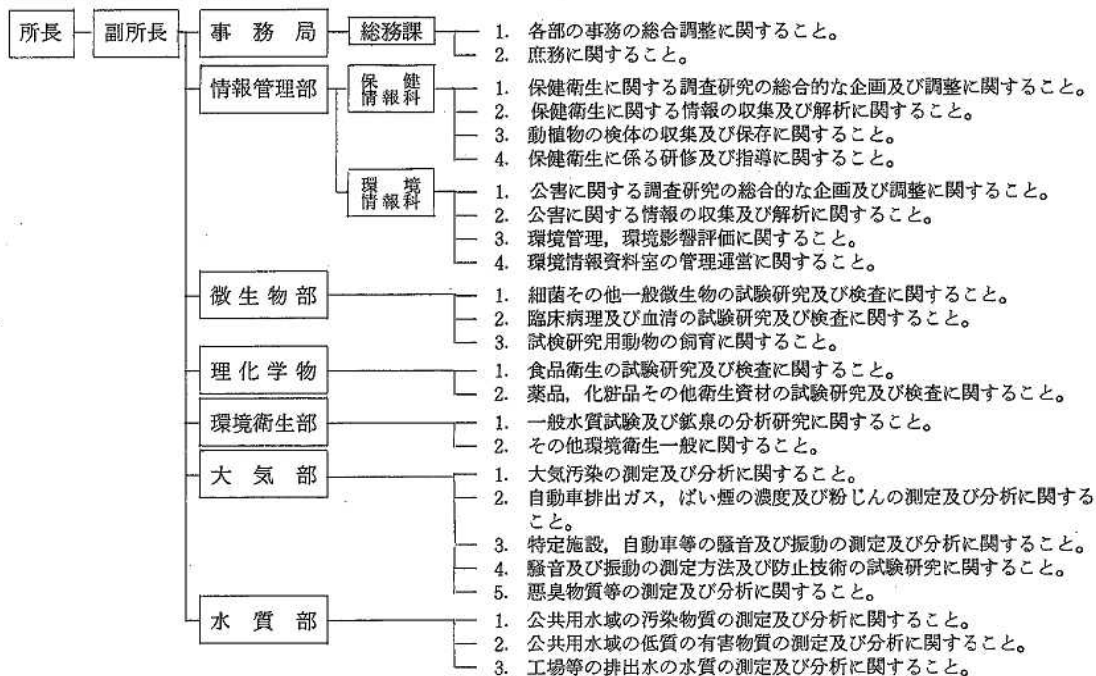 所長 副所長 事務局 総務課 1. 各部の事務の総合調整に関すること。
2. 庶務に関すること。
情報管理部 保健情報科 1. 保健衛生に関する調査研究の総合的な企画及び調整に関すること。
2. 保健衛生に関する情報の収集及び解析に関すること。
3. 動植物の検体の収集及び保存に関すること。
4. 保健衛生に係る研修及び指導に関すること。
環境情報科 1. 公害に関する調査研究の総合的な企画及び調整に関すること。
2. 公害に関する情報の収集及び解析に関すること。
3. 環境管理，環境影響評価に関すること。
4. 環境情報資料室の管理運営に関すること。
微生物部 1. 細菌その他一般微生物の試験研究及び検査に関すること。
2. 臨床病理及び血清の試験研究及び検査に関すること。
3. 試検研究用動物の飼育に関すること。
理化学物 1. 食品衛生の試験研究及び検査に関すること。
2. 薬品，化粧品その他衛生資材の試験研究及び検査に関すること。
環境衛生部 1. 一般水質試験及び鉱泉の分析研究に関すること。
2. その他環境衛生一般に関すること。
大気部 1. 大気汚染の測定及び分析に関すること。
2. 自動車排出ガス，ばい煙の濃度及び粉じんの測定及び分析に関する
こと。
3. 特定施設，自動車等の騒音及び振動の測定及び分析に関すること。
4. 騒音及び振動の測定方法及び防止技術の試験研究に関すること。
5. 悪臭物質等の測定及び分析に関すること。
水質部 1. 公共用水域の汚染物質の測定及び分析に関すること。
2. 公共用水域の低質の有害物質の測定及び分析に関すること。
3. 工場等の排出水の水質の測定及び分析に関すること。